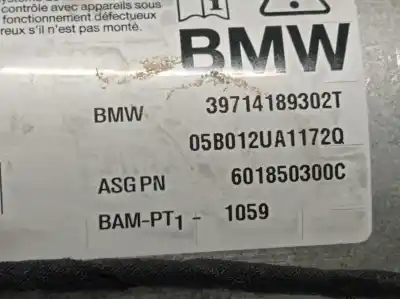 contrôle avec appareils sous
fonctionnement défectueux
reux s'il n'est pas monté.
BMW
BMW 39714189302T
05B012UA1172Q
ASG PN 601850300C
BAM-PT1 - 1059